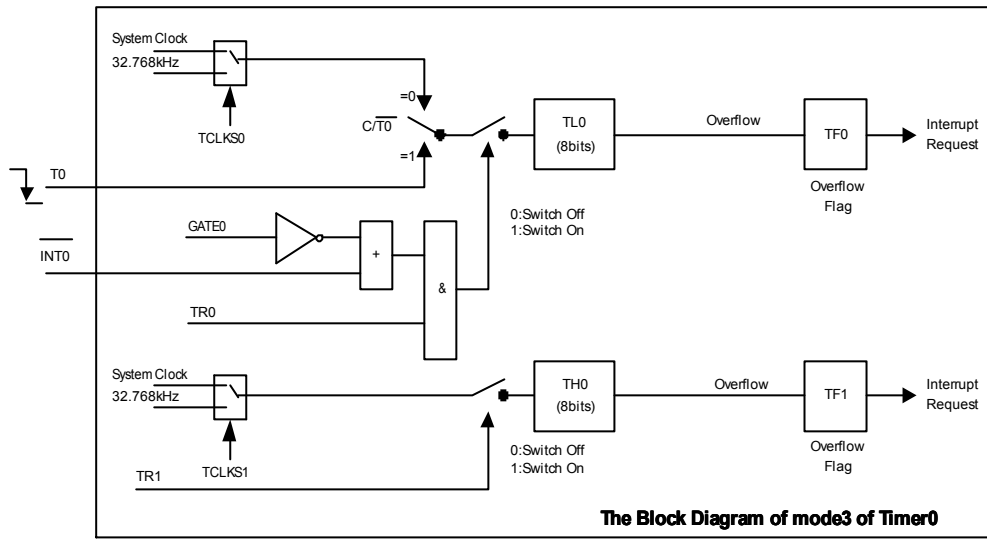 System Clock
32.768kHz
TCLKS0
=0
C/T0
=1
T0
GATE0
INT0
+
&
TR0
0:Switch Off
1:Switch On
TL0
(8bits)
Overflow
TF0
Overflow
Flag
Interrupt
Request
System Clock
32.768kHz
TCLKS1
TR1
0:Switch Off
1:Switch On
TH0
(8bits)
Overflow
TF1
Overflow
Flag
Interrupt
Request
The Block Diagram of mode3 of Timer0